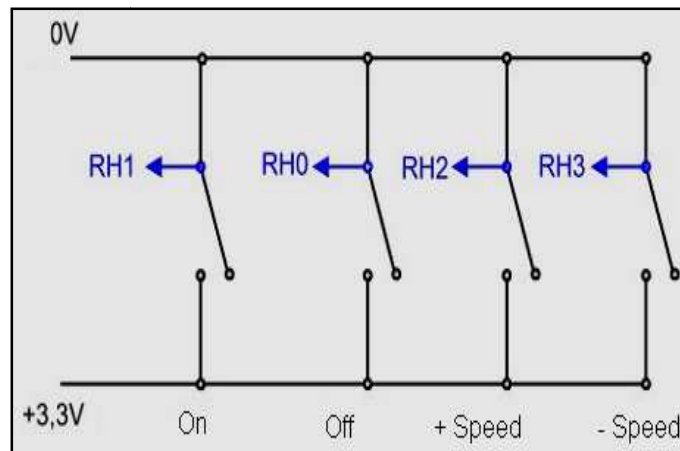 0V
RH1 RH0 RH2 RH3
+3,3V On Off + Speed - Speed